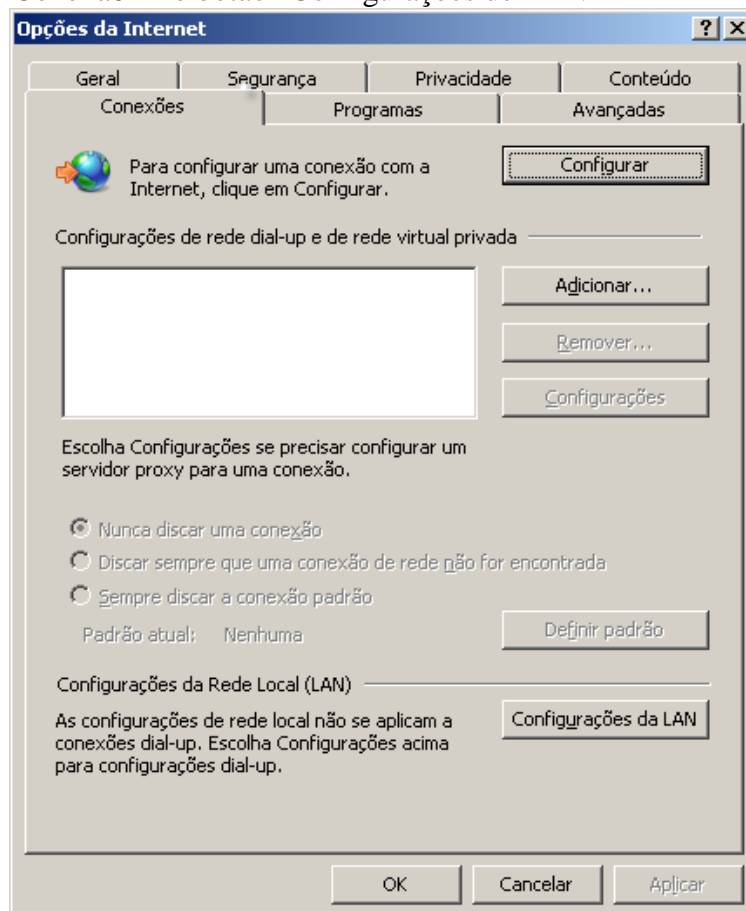 Opções da Internet
Geral Segurança Privacidade Conteúdo
Conexões Programas Avançadas
Para configurar uma conexão com a
Internet, clique em Configurar.
Configurar
Configurações de rede dial-up e de rede virtual privada
Adicionar...
Remover...
Configurações
Escolha Configurações se precisar configurar um
servidor proxy para uma conexão.
Nunca discar uma conexão
Discar sempre que uma conexão de rede não for encontrada
Sempre discar a conexão padrão
Padrão atual: Nenhuma
Definir padrão
Configurações da Rede Local (LAN)
As configurações de rede local não se aplicam a
conexões dial-up. Escolha Configurações acima
para configurações dial-up.
Configurações da LAN
OK Cancelar Aplicar